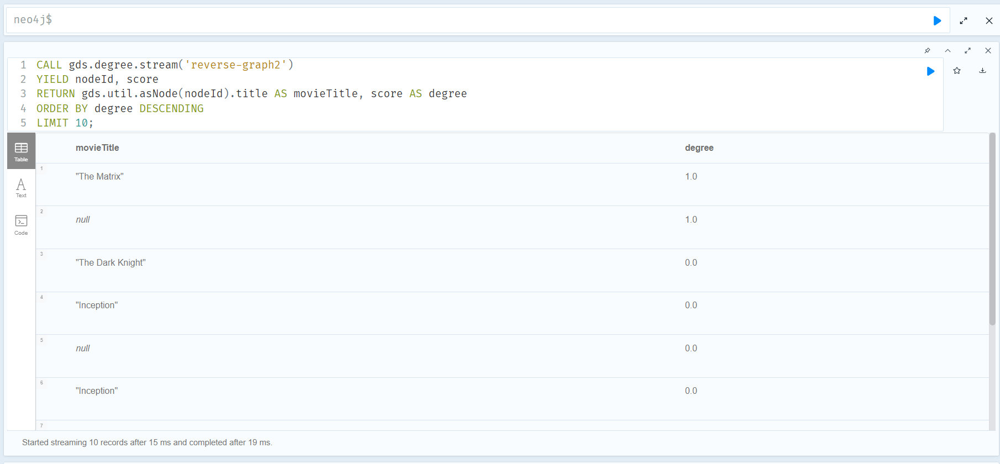 neo4j$
1 CALL gds.degree.stream('reverse-graph2')
2 YIELD nodeId, score
3 RETURN gds.util.asNode(nodeId).title AS movieTitle, score AS degree
4 ORDER BY degree DESCENDING
5 LIMIT 10;
Table
Text
Code
movieTitle degree
1 "The Matrix" 1.0
2 null 1.0
3 "The Dark Knight" 0.0
4 "Inception" 0.0
5 null 0.0
6 "Inception" 0.0
7
Started streaming 10 records after 15 ms and completed after 19 ms.